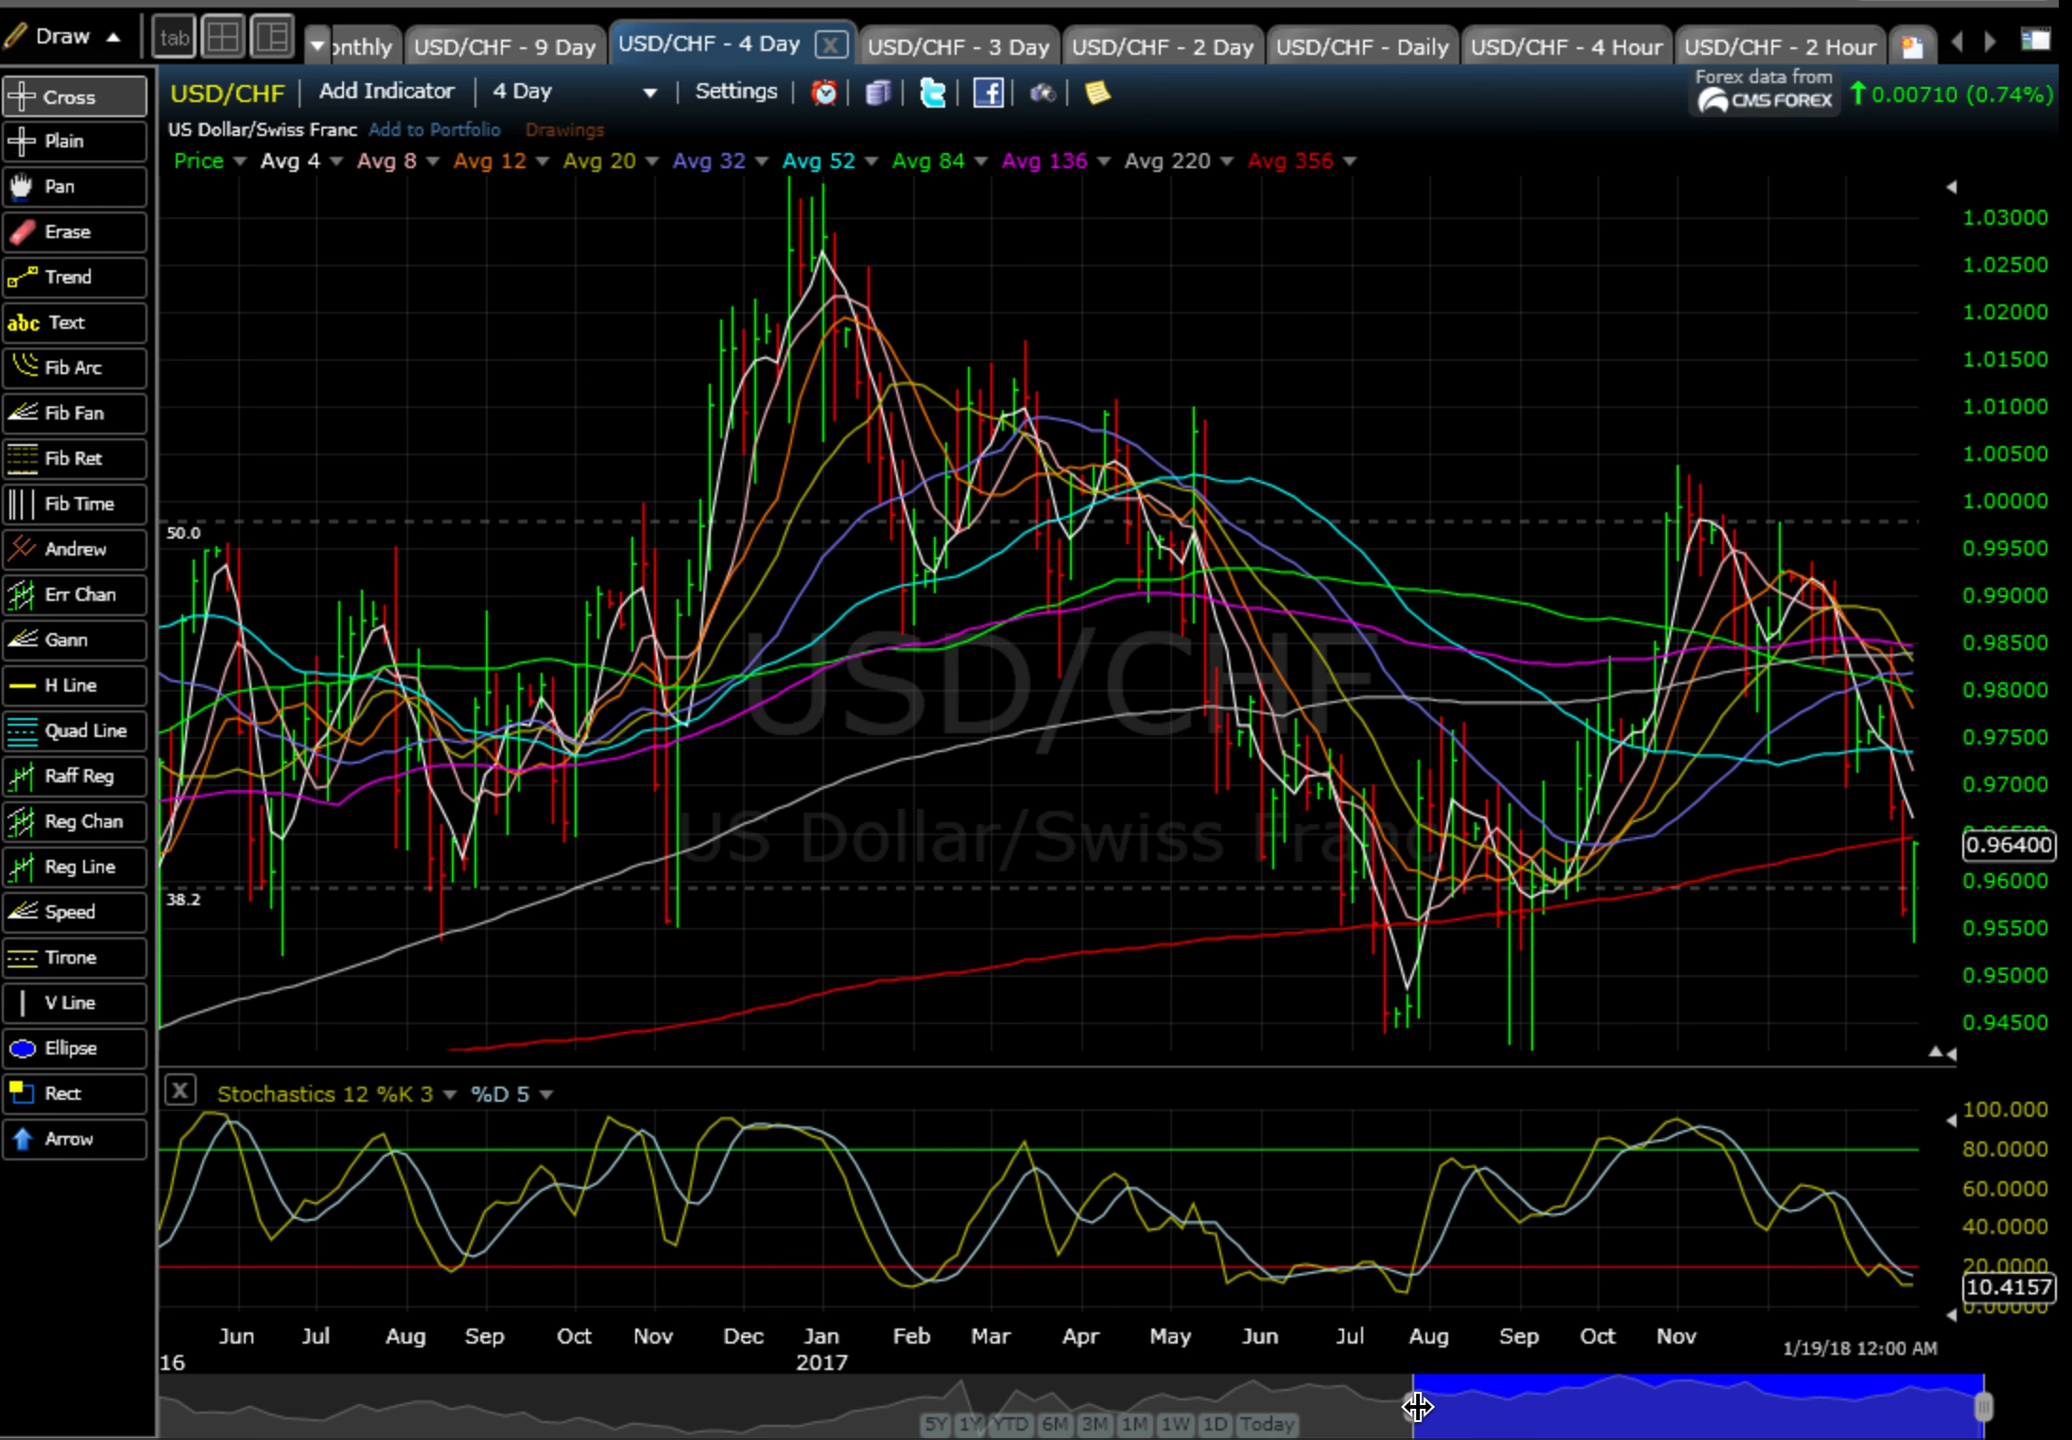 Draw
tab
onthly
USD/CHF - 9 Day
USD/CHF - 4 Day
X
USD/CHF - 3 Day
USD/CHF - 2 Day
USD/CHF - Daily
USD/CHF - 4 Hour
USD/CHF - 2 Hour
USD/CHF
Add Indicator
4 Day
Settings
Forex data from
CMS FOREX
0.00710 (0.74%)
US Dollar/Swiss Franc
Add to Portfolio
Drawings
Price
Avg 4
Avg 8
Avg 12
Avg 20
Avg 32
Avg 52
Avg 84
Avg 136
Avg 220
Avg 356
Cross
Plain
Pan
Erase
Trend
abc Text
Fib Arc
Fib Fan
Fib Ret
Fib Time
Andrew
Err Chan
Gann
H Line
Quad Line
Raff Reg
Reg Chan
Reg Line
Speed
Tirone
V Line
Ellipse
Rect
Arrow
50.0
38.2
USD/CHF
US Dollar/Swiss Franc
1.03000
1.02500
1.02000
1.01500
1.01000
1.00500
1.00000
0.99500
0.99000
0.98500
0.98000
0.97500
0.97000
0.96400
0.96000
0.95500
0.95000
0.94500
X
Stochastics 12 %K 3
%D 5
100.000
80.0000
60.0000
40.0000
20.0000
10.4157
Jun
Jul
Aug
Sep
Oct
Nov
Dec
Jan
Feb
Mar
Apr
May
Jun
Jul
Aug
Sep
Oct
Nov
1/19/18 12:00 AM
16
2017
5Y
1Y
YTD
6M
3M
1M
1W
1D
Today